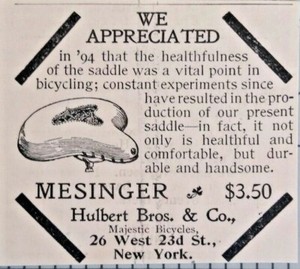 WE
APPRECIATED
in '94 that the healthfulness
of the saddle was a vital point in
bicycling; constant experiments since
have resulted in the pro-
duction of our present
saddle—in fact, it not
only is healthful and
comfortable, but dur-
able and handsome.
MESINGER $3.50
Hulbert Bros. & Co.,
Majestic Bicycles,
26 West 23d St.,
New York.